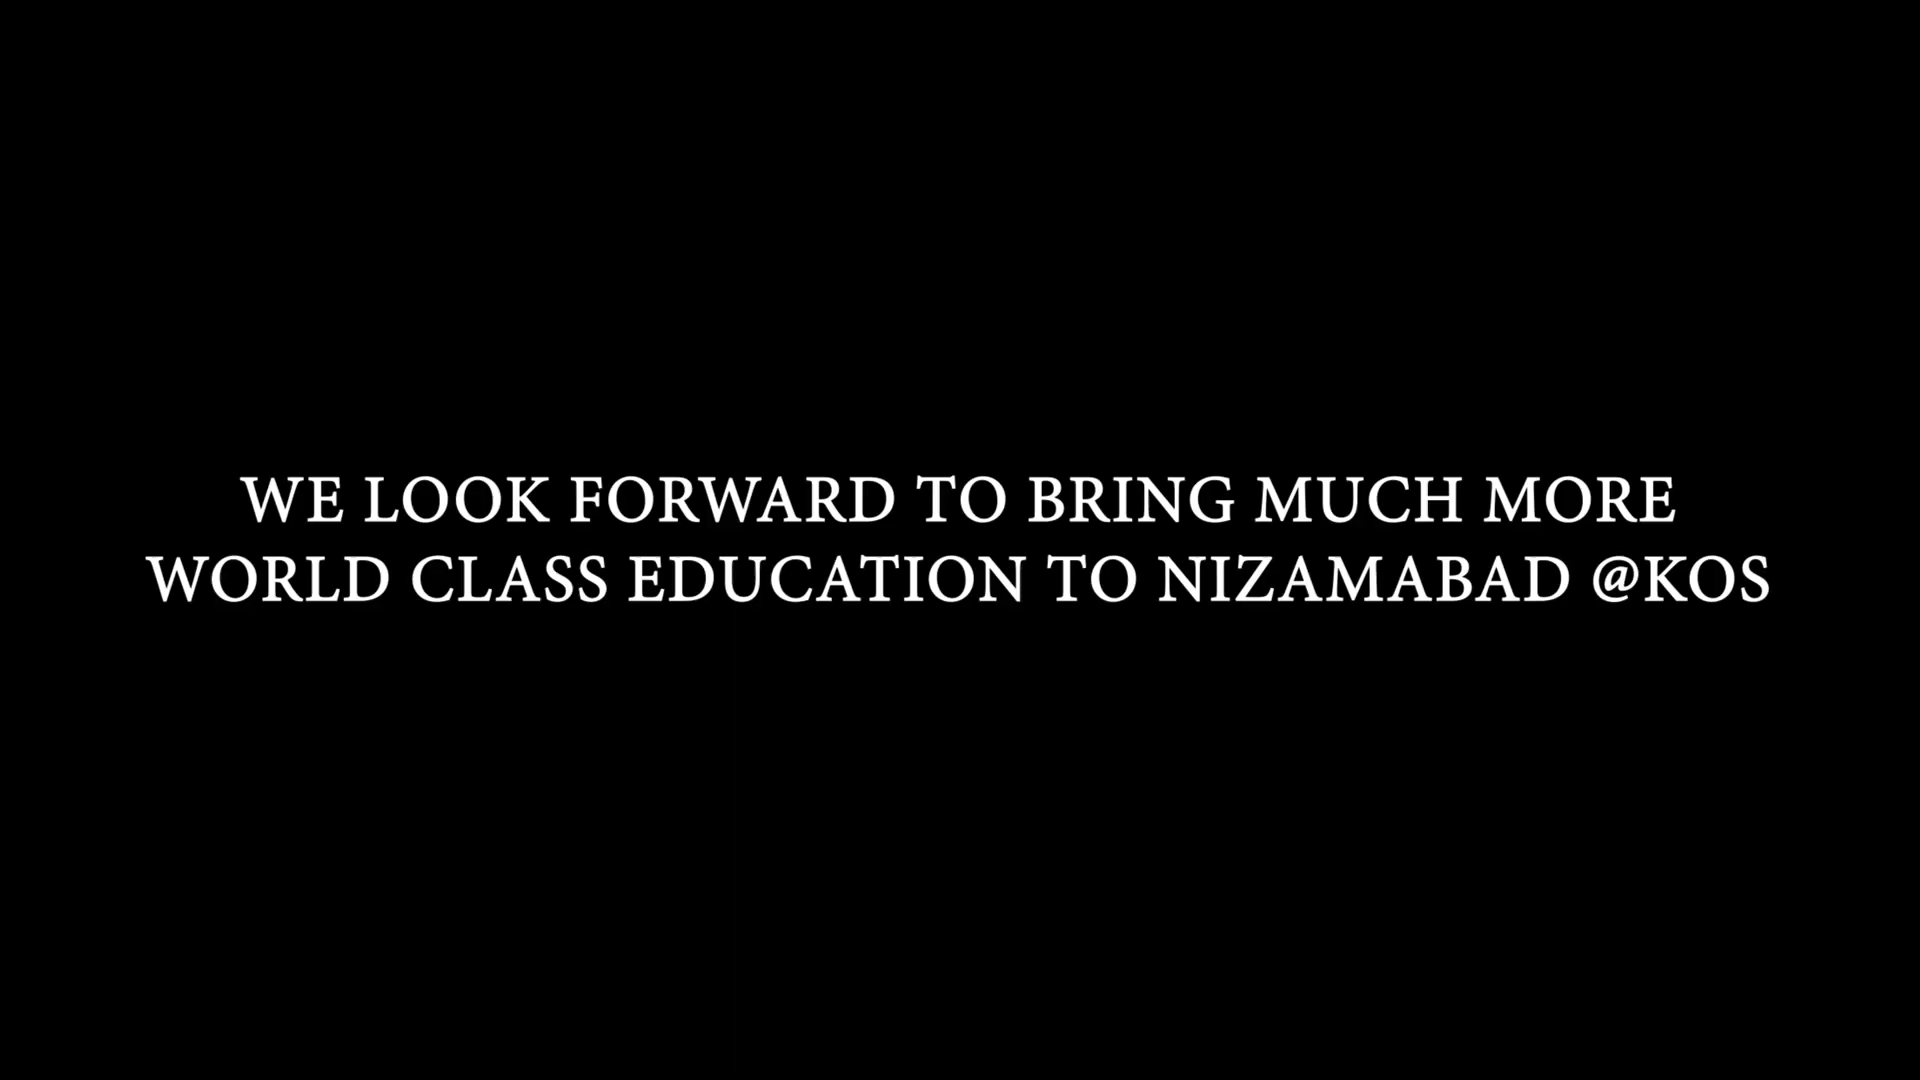 WE LOOK FORWARD TO BRING MUCH MORE
WORLD CLASS EDUCATION TO NIZAMABAD @KOS